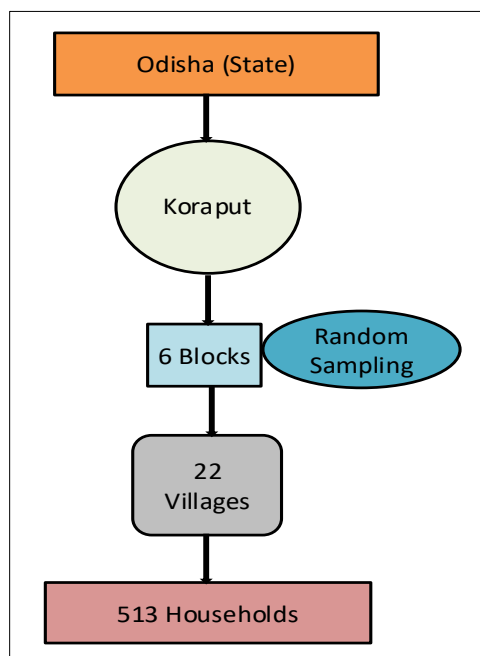 Odisha (State)
Koraput
6 Blocks
Random
Sampling
22
Villages
513 Households